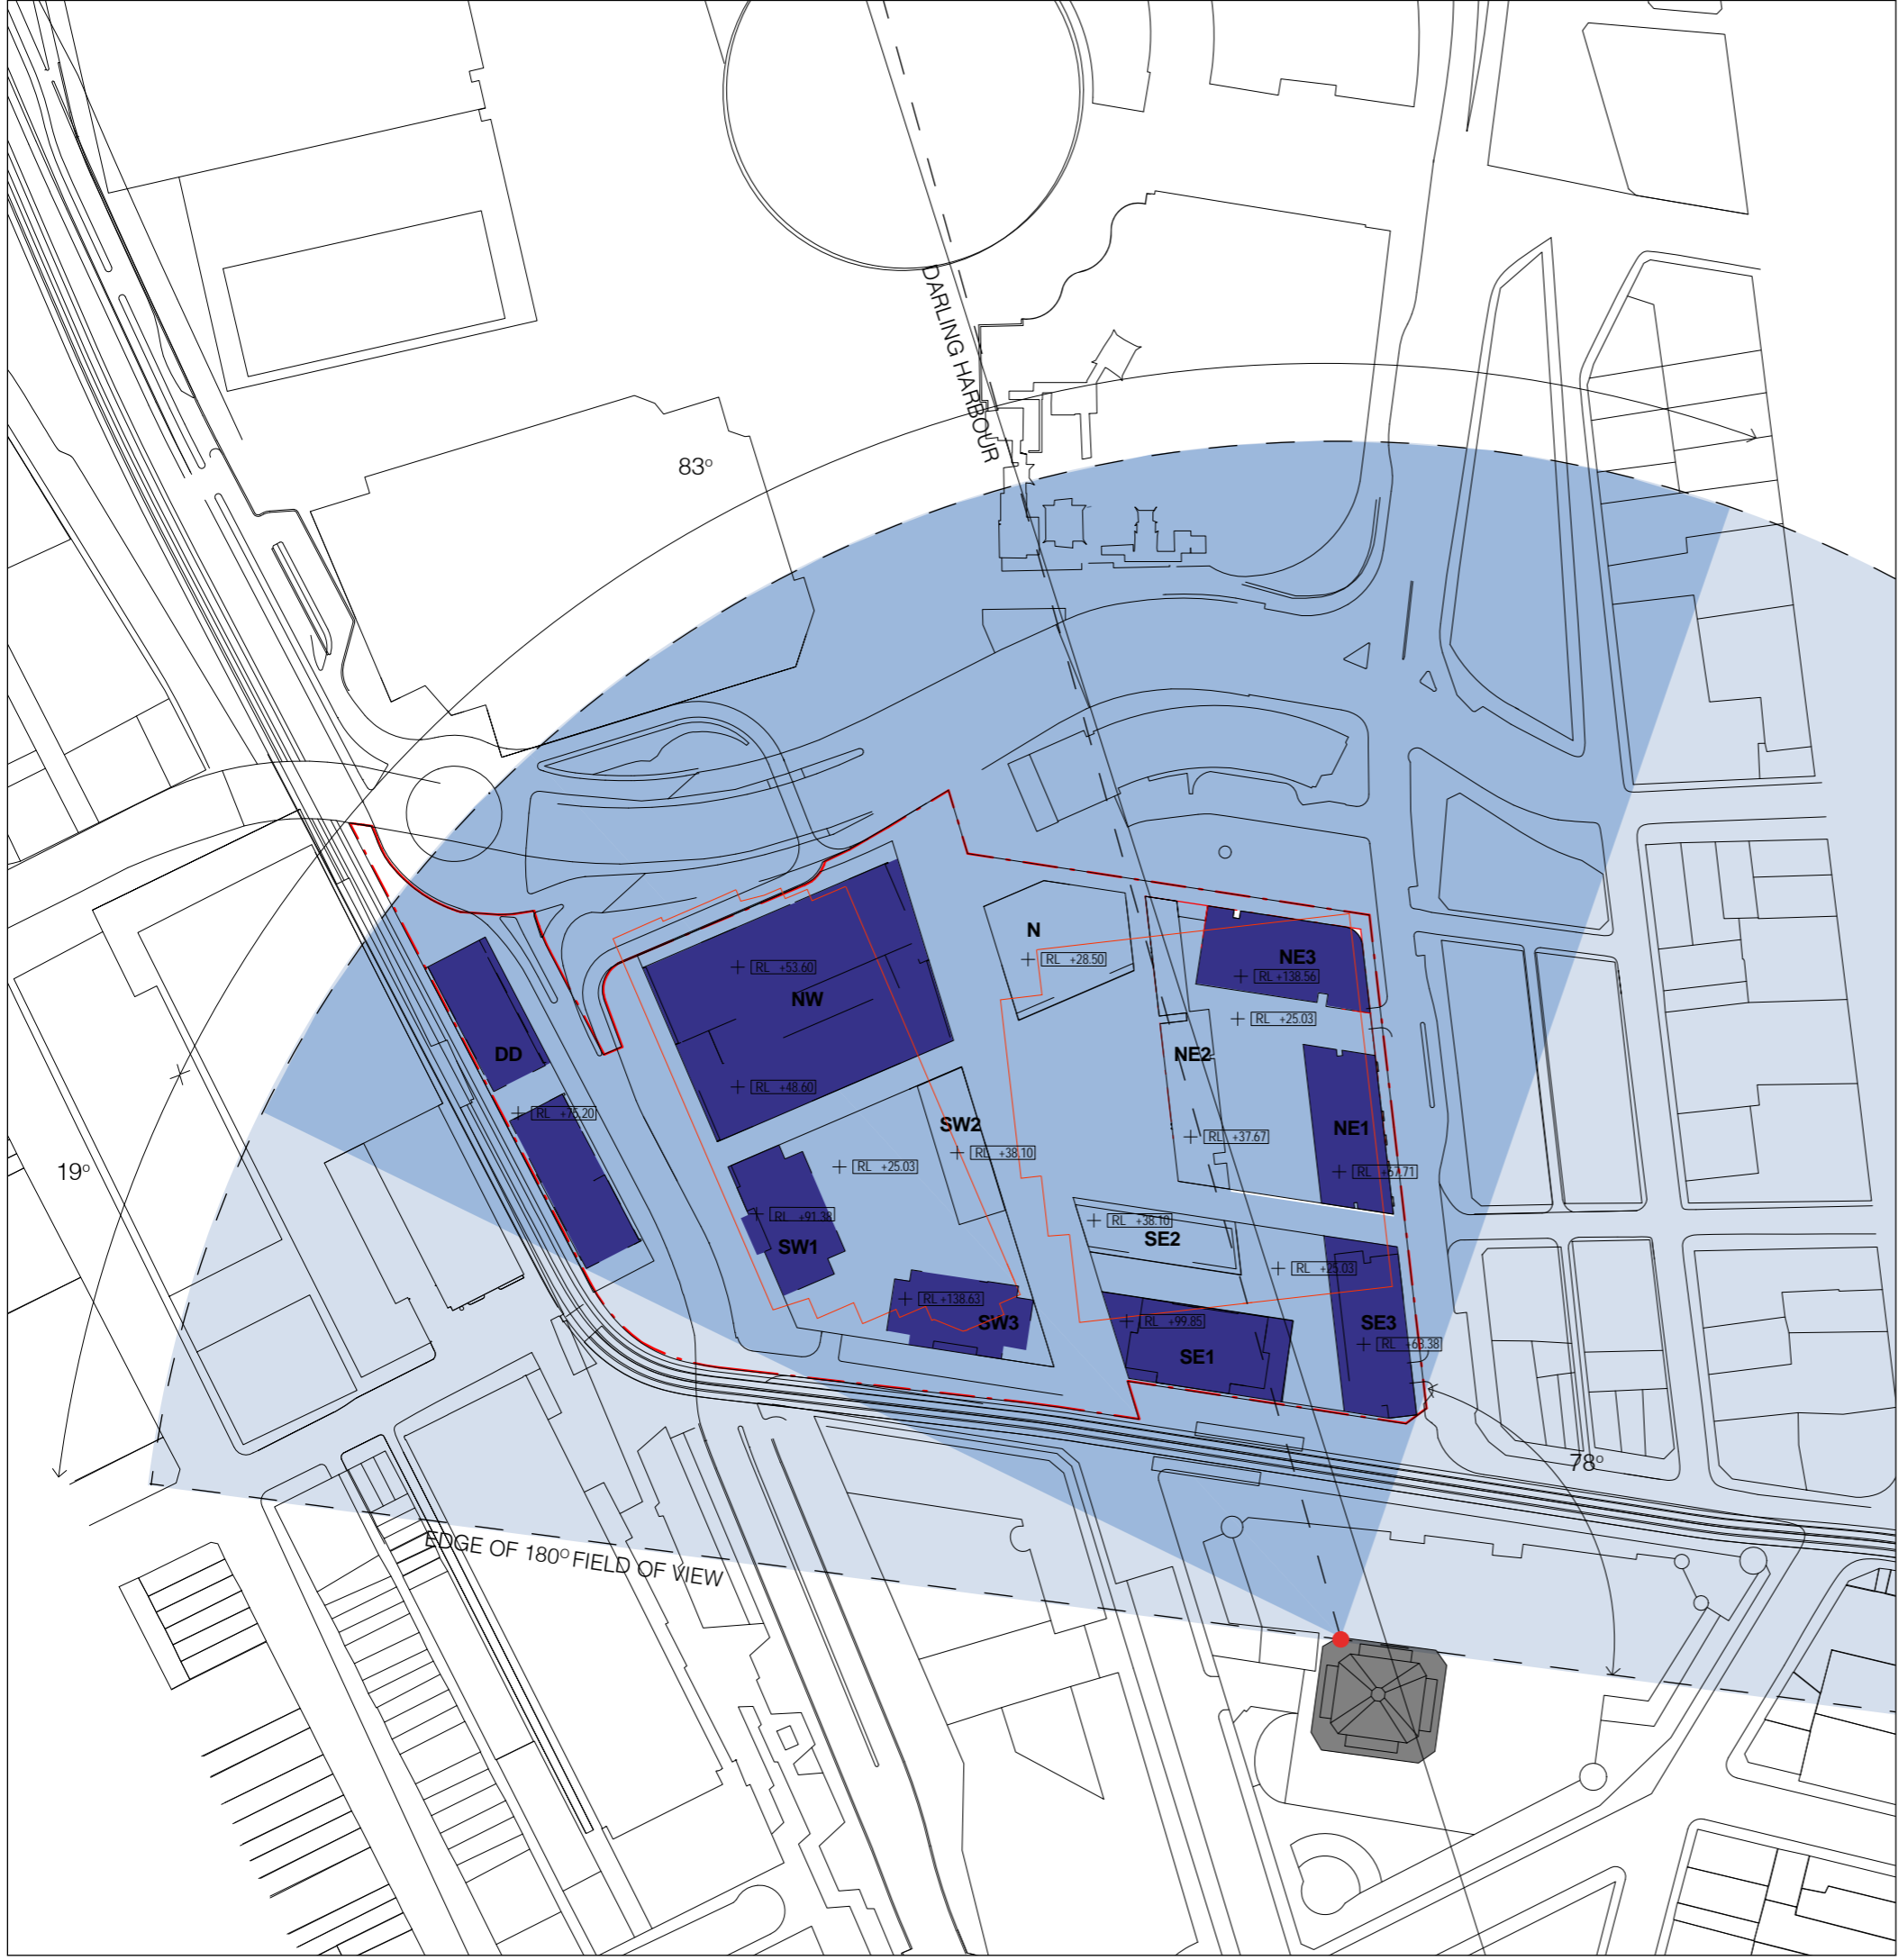 DARLING HARBOUR
83°
N
RL +28.50
NE3
RL +138.56
RL +53.60
NW
RL +25.03
DD
NE2
RL +48.60
RL +75.20
SW2
NE1
RL +37.67
RL +38.10
RL +25.03
19°
RL +67.71
RL +91.38
RL +38.10
SE2
SW1
RL +25.03
RL +138.63
SW3
RL +99.85
SE3
RL +68.38
SE1
78°
EDGE OF 180° FIELD OF VIEW